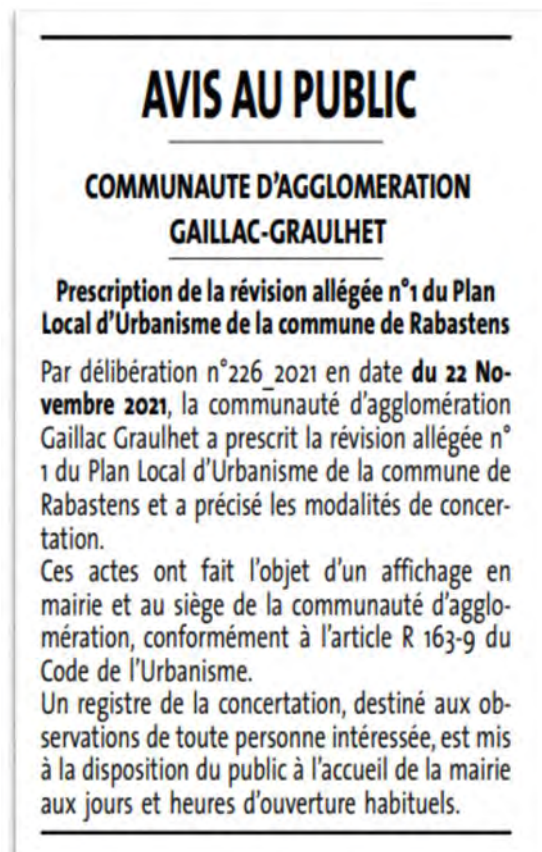 AVIS AU PUBLIC
COMMUNAUTE D'AGGLOMERATION
GAILLAC-GRAULHET
Prescription de la révision allégée n°1 du Plan
Local d'Urbanisme de la commune de Rabastens
Par délibération n°226_2021 en date du 22 No-
vembre 2021, la communauté d'agglomération
Gaillac Graulhet a prescrit la révision allégée n°
1 du Plan Local d'Urbanisme de la commune de
Rabastens et a précisé les modalités de concer-
tation.
Ces actes ont fait l'objet d'un affichage en
mairie et au siège de la communauté d'agglo-
mération, conformément à l'article R 163-9 du
Code de l'Urbanisme.
Un registre de la concertation, destiné aux ob-
servations de toute personne intéressée, est mis
à la disposition du public à l'accueil de la mairie
aux jours et heures d'ouverture habituels.